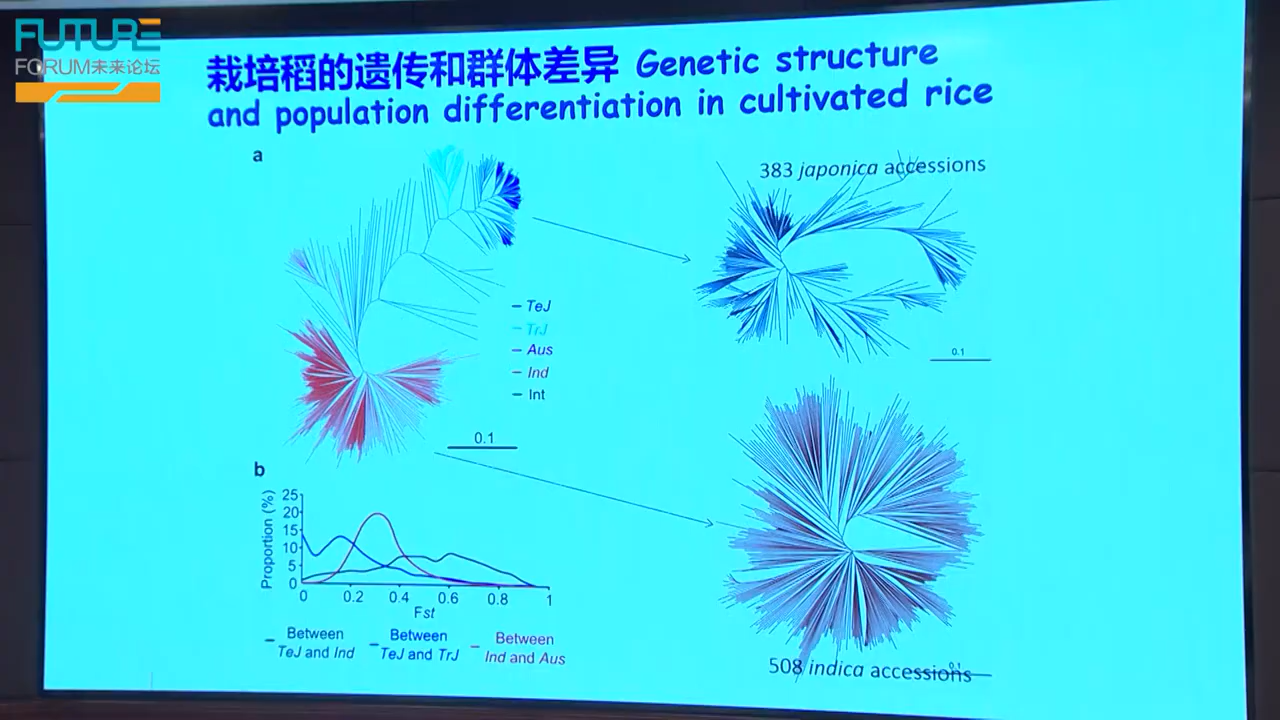 FUTURE
FORUM未来论坛
栽培稻的遗传和群体差异 Genetic structure
and population differentiation in cultivated rice
a
383 japonica accessions
TeJ
TrJ
Aus
Ind
Int
0.1
0.1
b
Proportion (%)
25
20
15
10
5
0
0 0.2 0.4 0.6 0.8 1
Fst
Between
TeJ and Ind
Between
TeJ and TrJ
Between
Ind and Aus
508 indica accessions
0.1